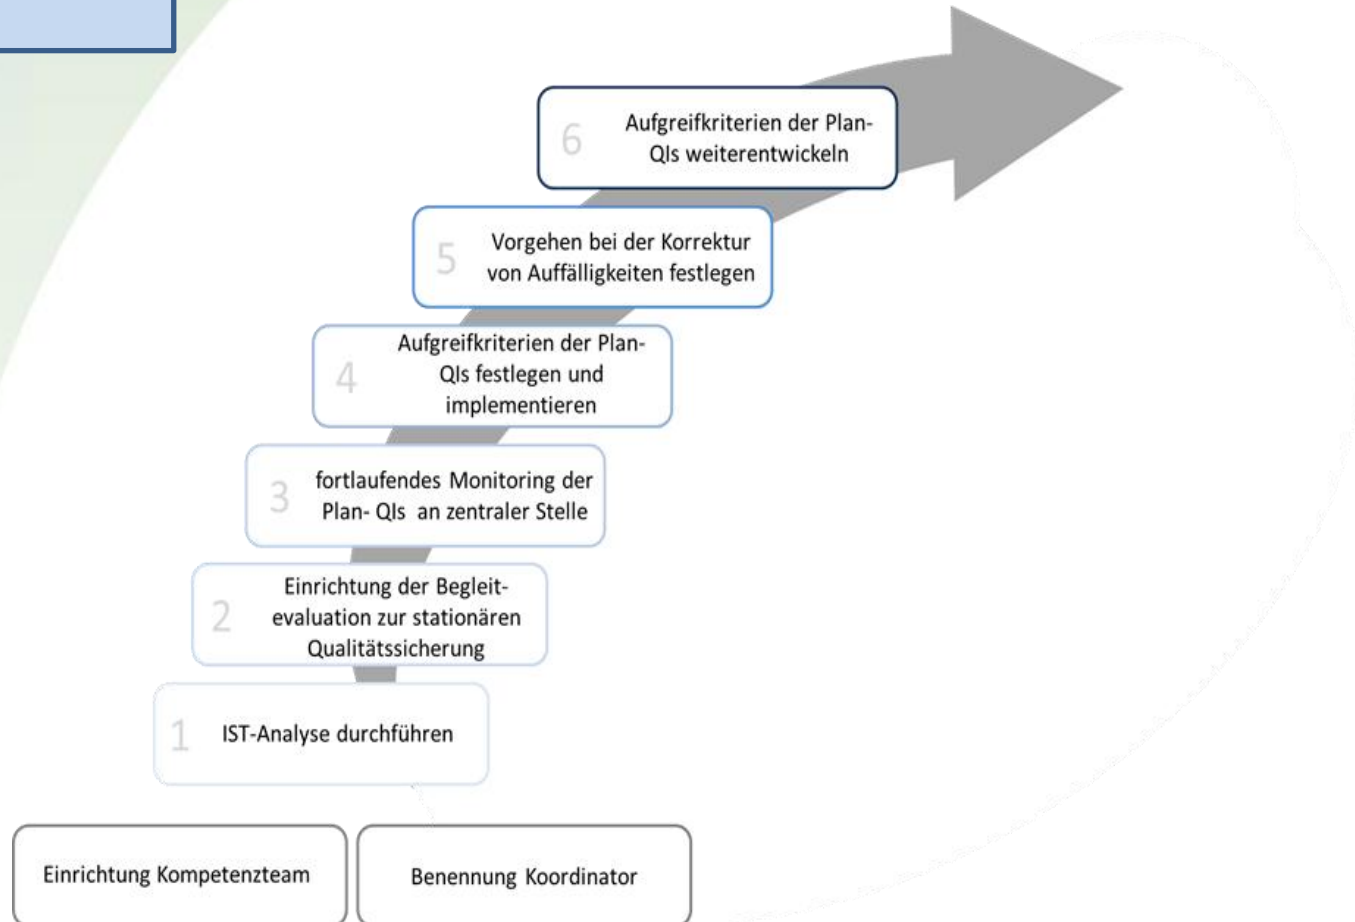 6
Aufgreifkriterien der Plan-
QIs weiterentwickeln
5
Vorgehen bei der Korrektur
von Auffälligkeiten festlegen
4
Aufgreifkriterien der Plan-
QIs festlegen und
implementieren
3
fortlaufendes Monitoring der
Plan- QIs an zentraler Stelle
2
Einrichtung der Begleit-
evaluation zur stationären
Qualitätssicherung
1
IST-Analyse durchführen
Einrichtung Kompetenzteam
Benennung Koordinator